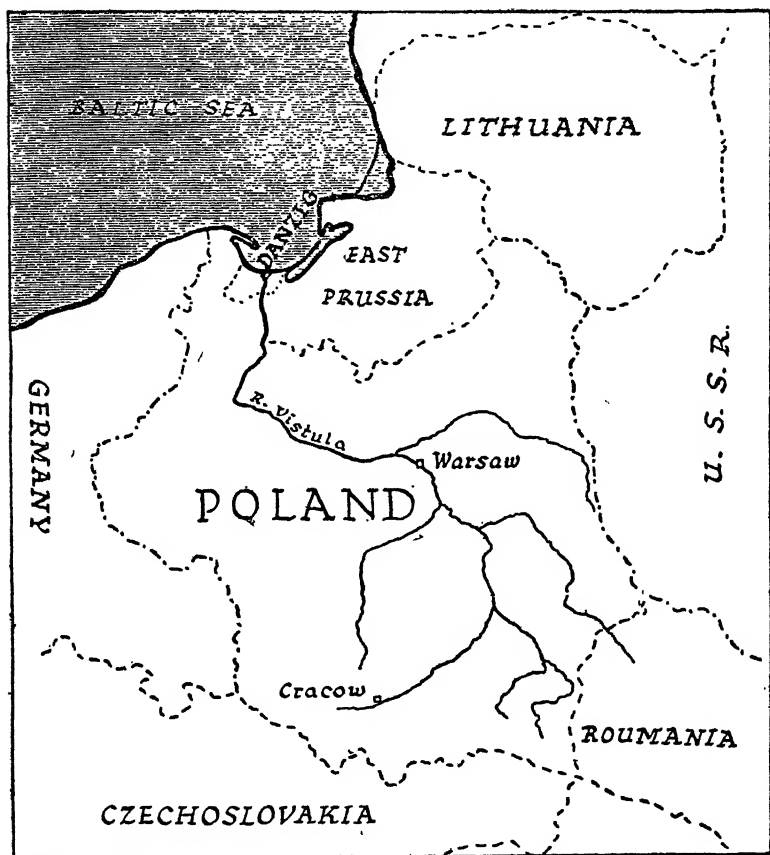 BALTIC SEA
LITHUANIA
DANZIG
EAST
PRUSSIA
GERMANY
R. Vistula
Warsaw
U. S. S. R.
POLAND
Cracow
ROUMANIA
CZECHOSLOVAKIA